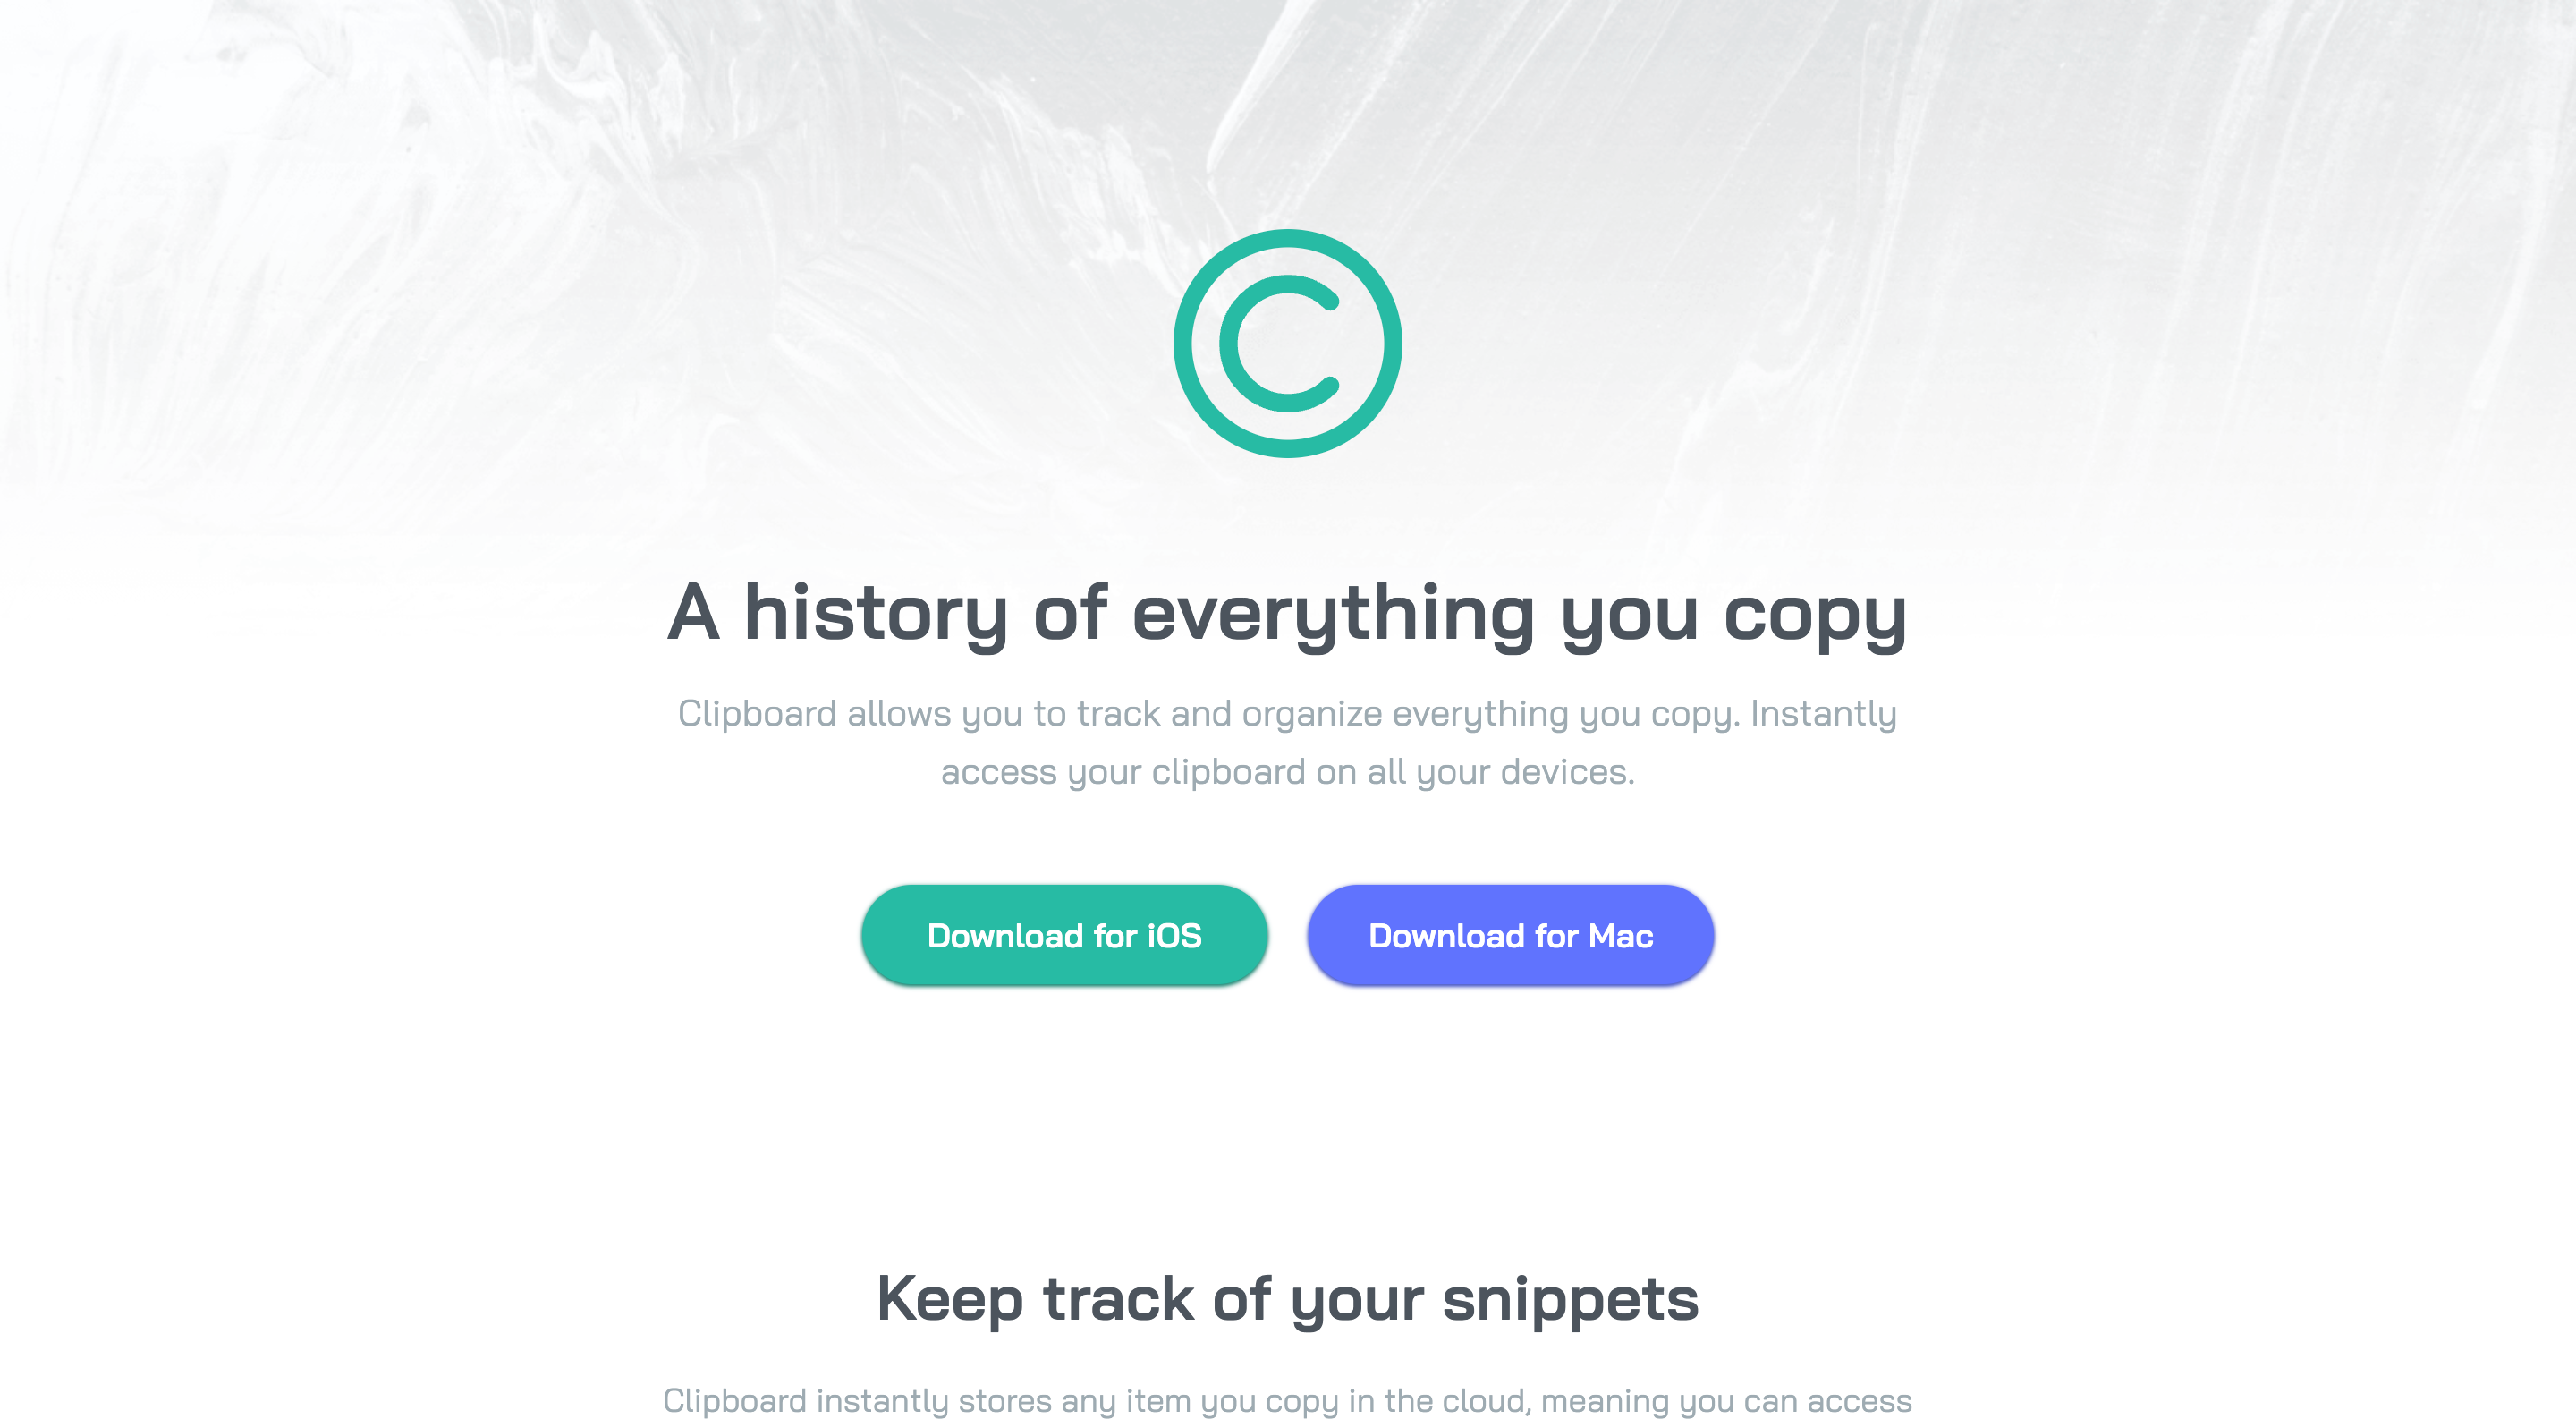 A history of everything you copy
Clipboard allows you to track and organize everything you copy. Instantly
access your clipboard on all your devices.
Download for iOS
Download for Mac
Keep track of your snippets
Clipboard instantly stores any item you copy in the cloud, meaning you can access